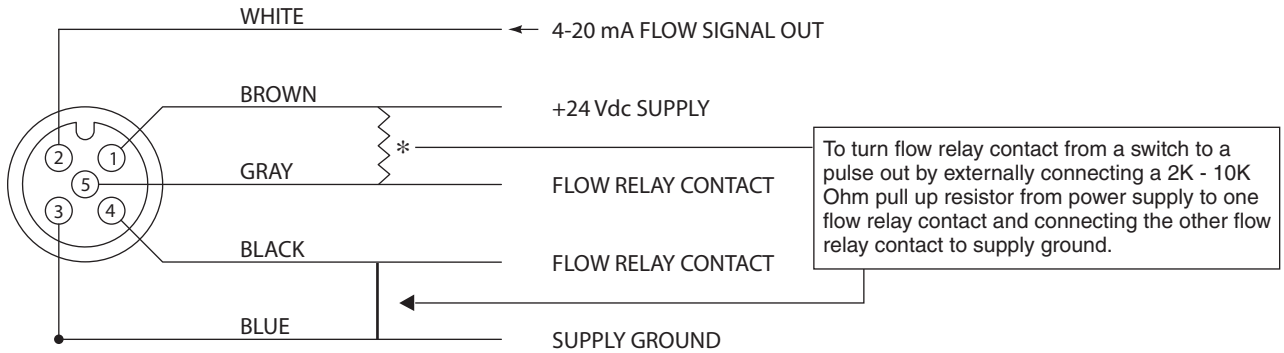 WHITE
4-20 mA FLOW SIGNAL OUT
BROWN
+24 Vdc SUPPLY
2
1
*
GRAY
5
FLOW RELAY CONTACT
3
4
BLACK
FLOW RELAY CONTACT
BLUE
SUPPLY GROUND
To turn flow relay contact from a switch to a
pulse out by externally connecting a 2K - 10K
Ohm pull up resistor from power supply to one
flow relay contact and connecting the other flow
relay contact to supply ground.